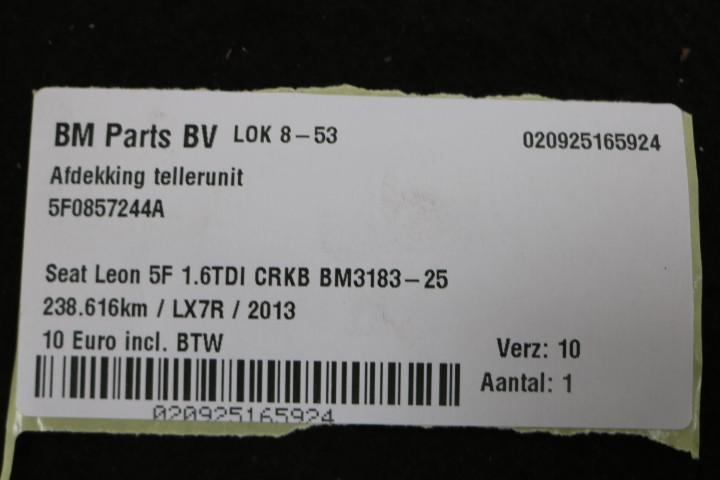 BM Parts BV LOK 8-53 020925165924
Afdekking tellerunit
5F0857244A
Seat Leon 5F 1.6TDI CRKB BM3183-25
238.616km / LX7R / 2013
10 Euro incl. BTW
Verz: 10
Aantal: 1
020925165924